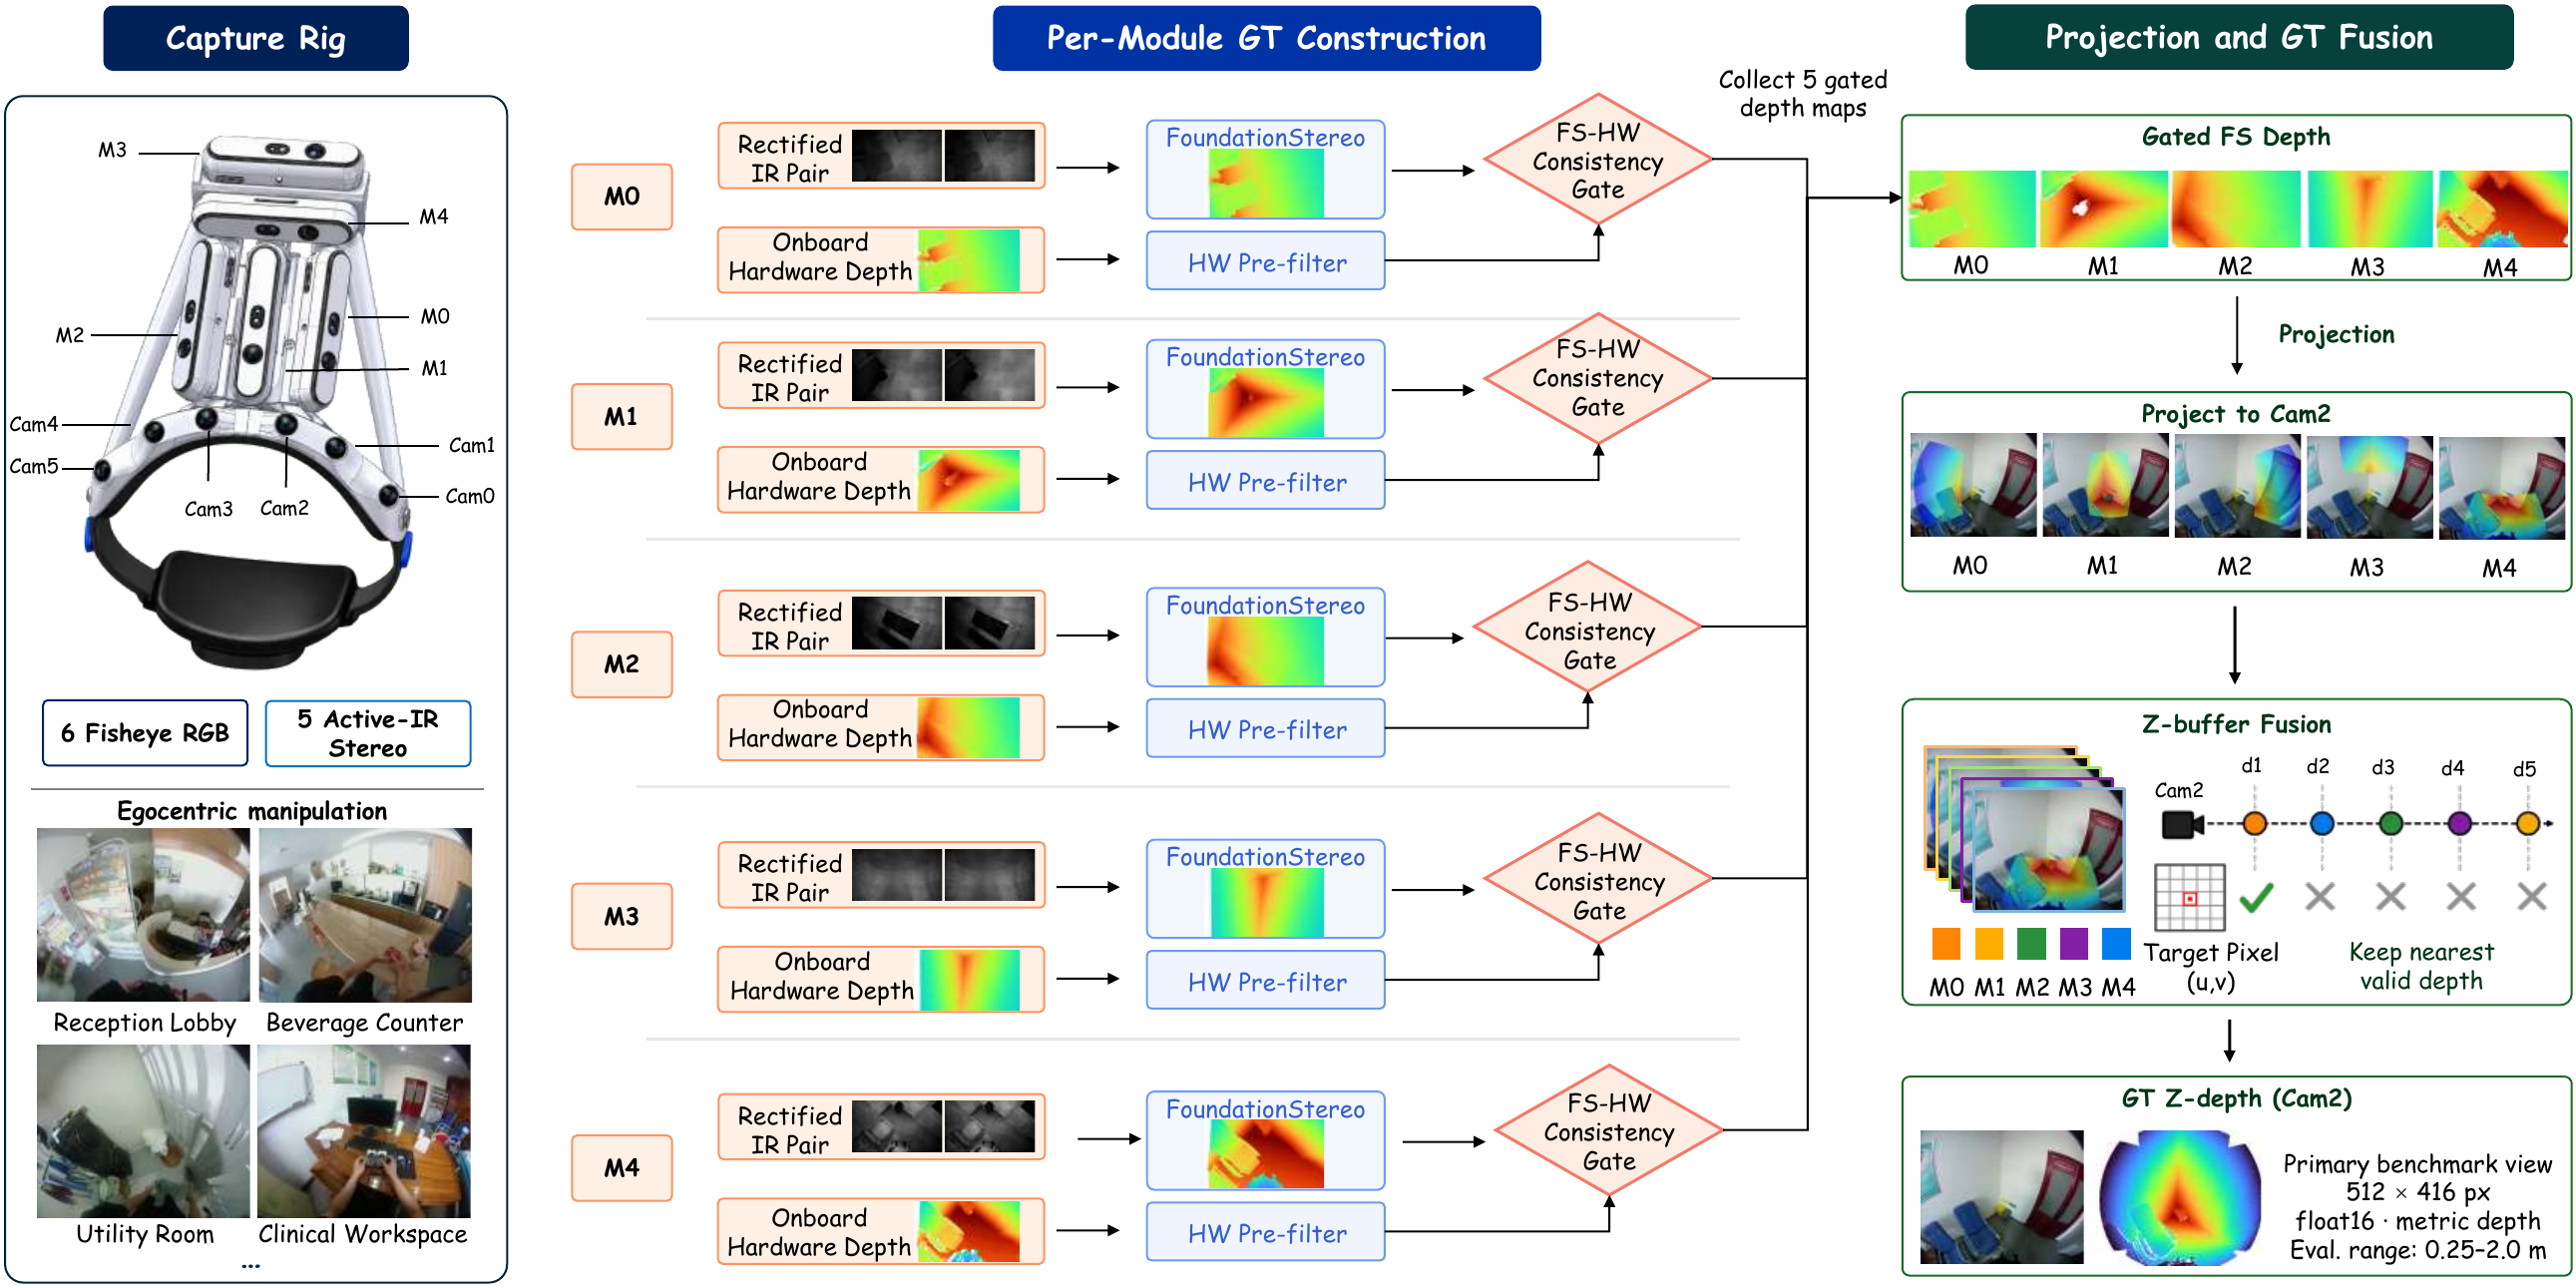 Capture Rig
M3
M4
M0
M2
M1
Cam4
Cam1
Cam5
Cam0
Cam3
Cam2
6 Fisheye RGB
5 Active-IR
Stereo
Egocentric manipulation
Reception Lobby
Beverage Counter
Utility Room
Clinical Workspace
...
Per-Module GT Construction
M0
Rectified
IR Pair
FoundationStereo
FS-HW
Consistency
Gate
Onboard
Hardware Depth
HW Pre-filter
M1
Rectified
IR Pair
FoundationStereo
FS-HW
Consistency
Gate
Onboard
Hardware Depth
HW Pre-filter
M2
Rectified
IR Pair
FoundationStereo
FS-HW
Consistency
Gate
Onboard
Hardware Depth
HW Pre-filter
M3
Rectified
IR Pair
FoundationStereo
FS-HW
Consistency
Gate
Onboard
Hardware Depth
HW Pre-filter
M4
Rectified
IR Pair
FoundationStereo
FS-HW
Consistency
Gate
Onboard
Hardware Depth
HW Pre-filter
Collect 5 gated
depth maps
Projection and GT Fusion
Gated FS Depth
M0 M1 M2 M3 M4
Projection
Project to Cam2
M0 M1 M2 M3 M4
Z-buffer Fusion
d1 d2 d3 d4 d5
Cam2
M0 M1 M2 M3 M4
Target Pixel
(u,v)
Keep nearest
valid depth
GT Z-depth (Cam2)
Primary benchmark view
512 × 416 px
float16 · metric depth
Eval. range: 0.25–2.0 m